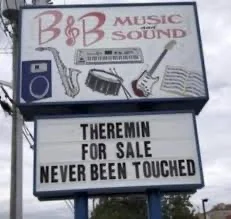 B&B MUSIC
and
SOUND
THEREMIN
FOR SALE
NEVER BEEN TOUCHED